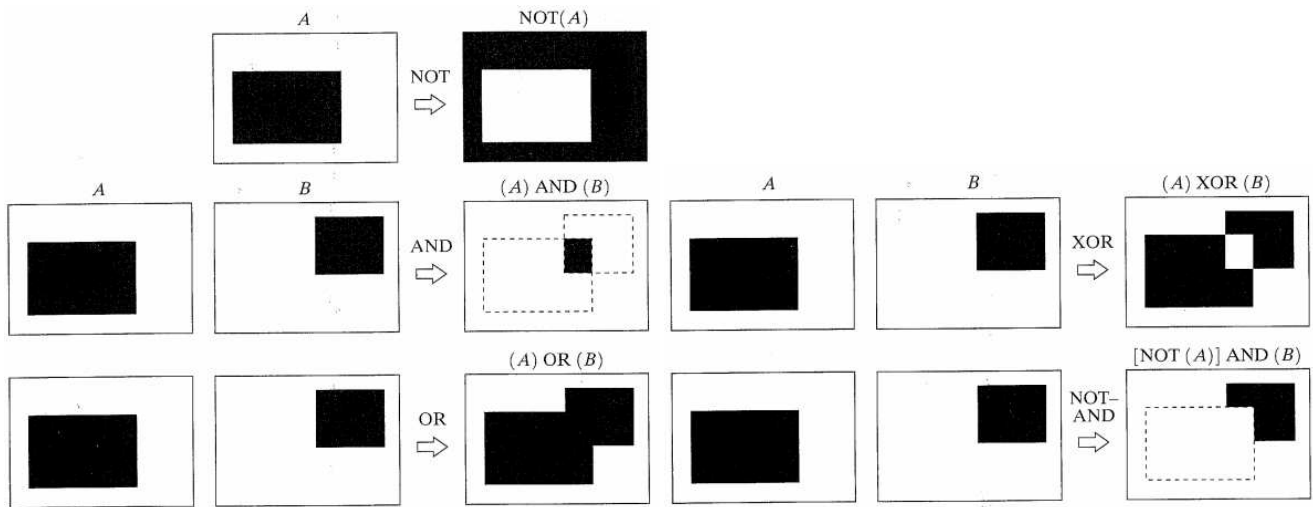 A
NOT(A)
NOT
A
B
(A) AND (B)
AND
A
B
(A) XOR (B)
XOR
(A) OR (B)
OR
[NOT (A)] AND (B)
NOT–
AND